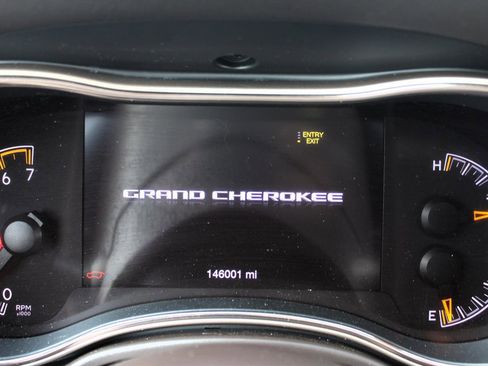 ENTRY
EXIT
6 7
H
GRAND CHEROKEE
146001 mi
0
RPM
x1000
E